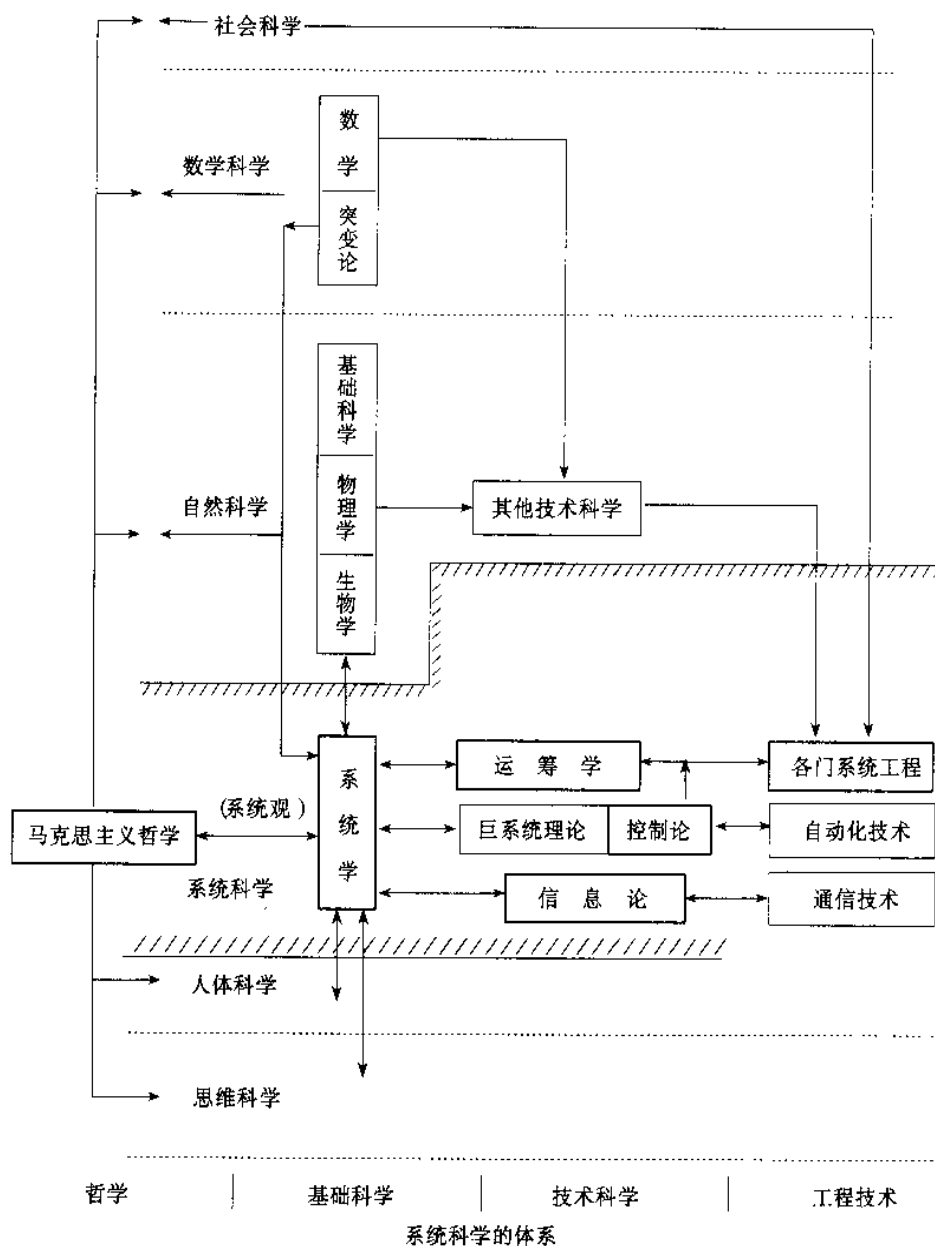 社会科学
数学
数学科学
突变论
基础科学
自然科学
物理学
其他技术科学
生物学
系统学
运筹学
各门系统工程
(系统观)
马克思主义哲学
巨系统理论
控制论
自动化技术
系统科学
信息论
通信技术
人体科学
思维科学
哲学
基础科学
技术科学
工程技术
系统科学的体系